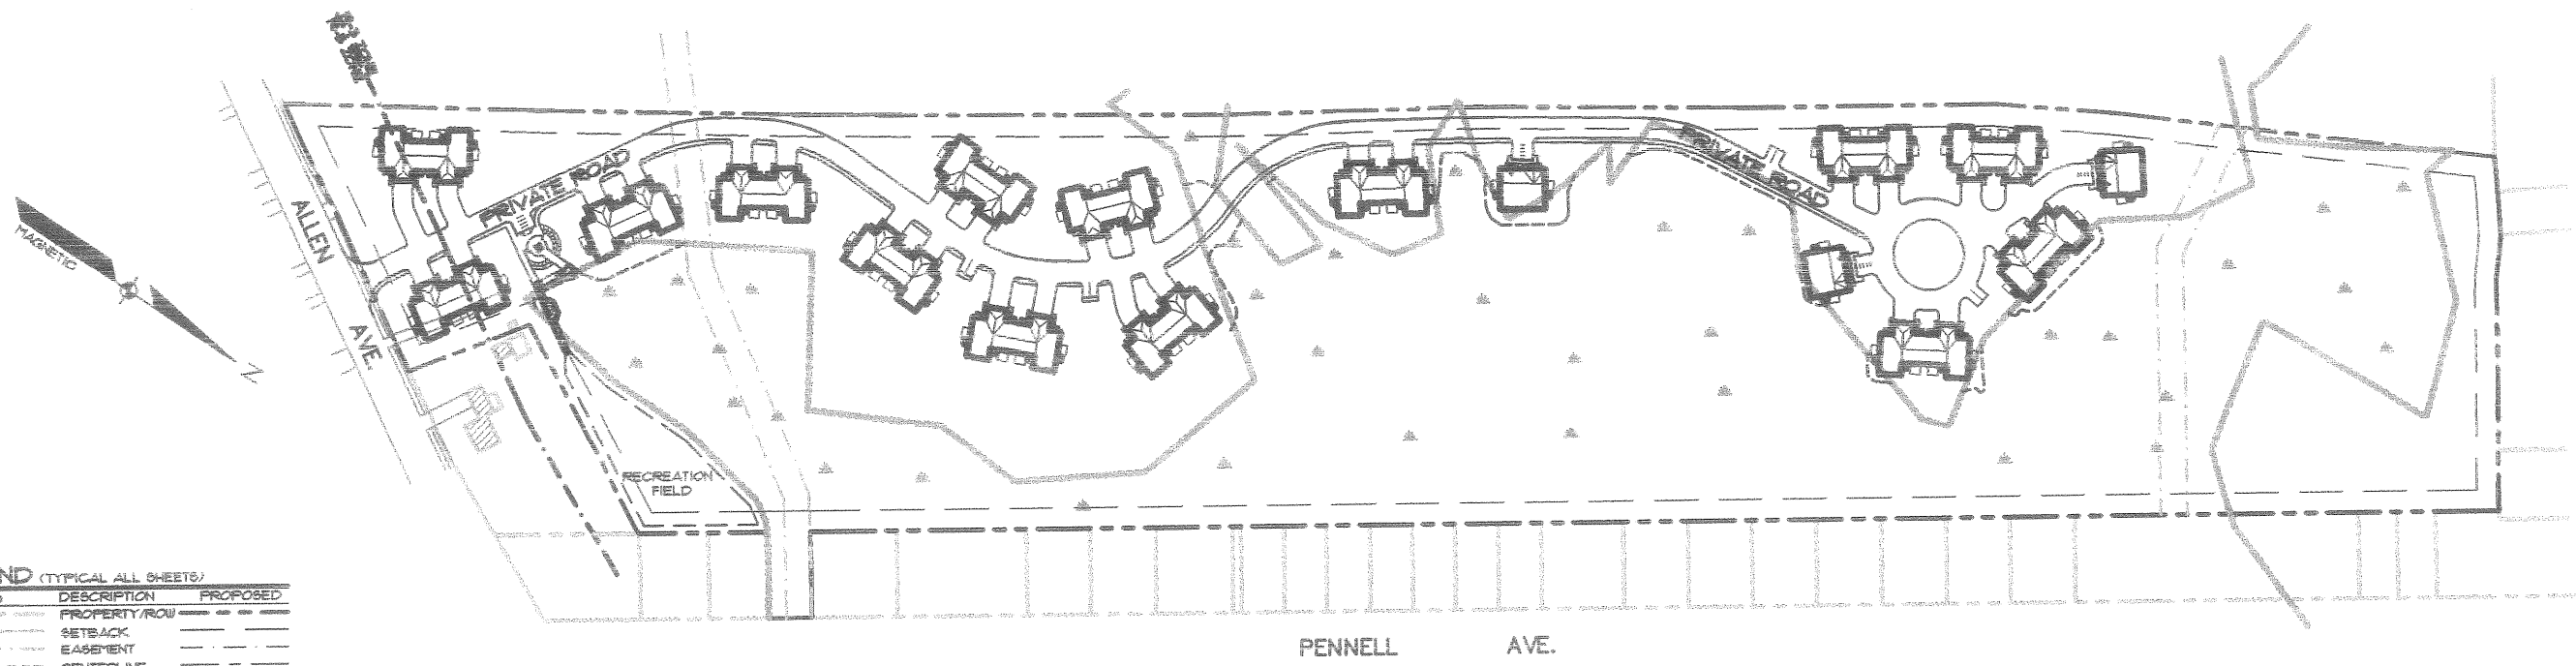 PRIVATE ROAD
PRIVATE ROAD
ALLEN
AVE.
MAGNETIC
N
RECREATION
FIELD
(TYPICAL ALL SHEETS)
DESCRIPTION PROPOSED
PROPERTY/ROW
SETBACK
EASEMENT
PENNELL AVE.